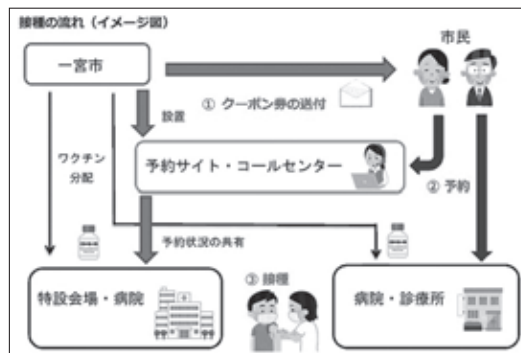 接種の流れ（イメージ図）
市民
一宮市
① クーポン券の送付
設置
ワクチン
分配
予約サイト・コールセンター
② 予約
予約状況の共有
③ 接種
特設会場・病院
病院・診療所